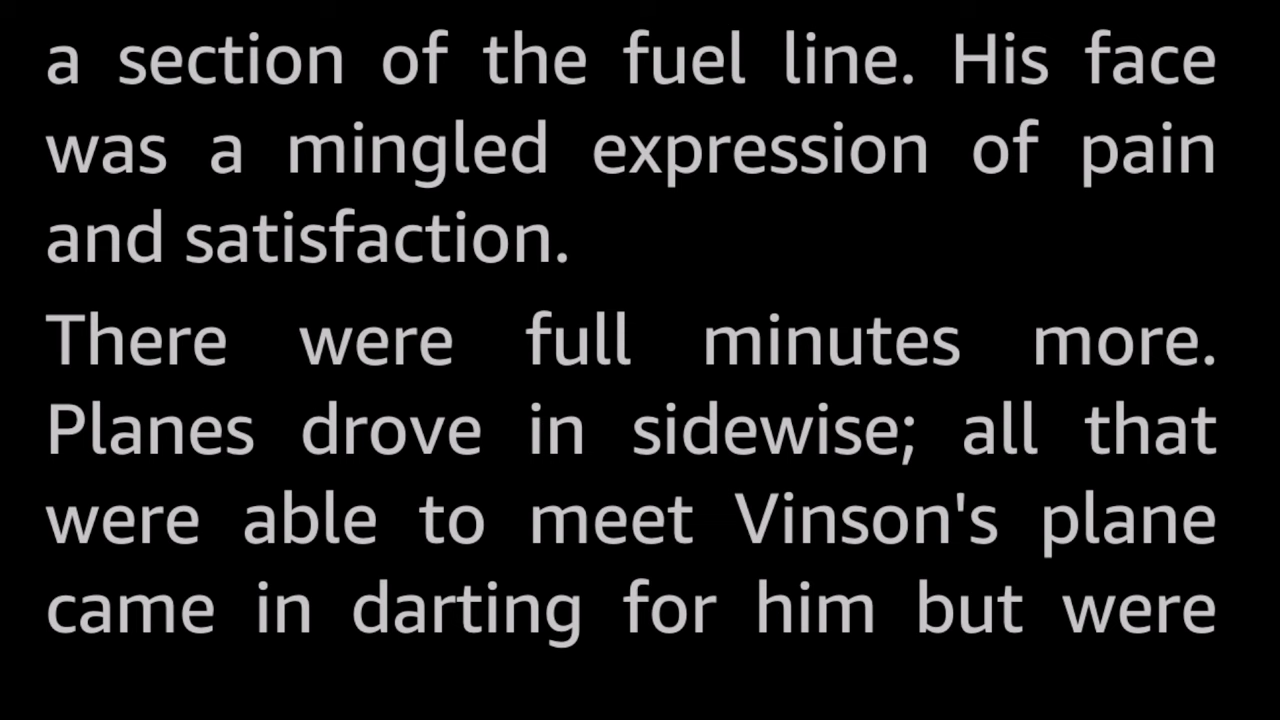 a section of the fuel line. His face
was a mingled expression of pain
and satisfaction.
There were full minutes more.
Planes drove in sidewise; all that
were able to meet Vinson's plane
came in darting for him but were